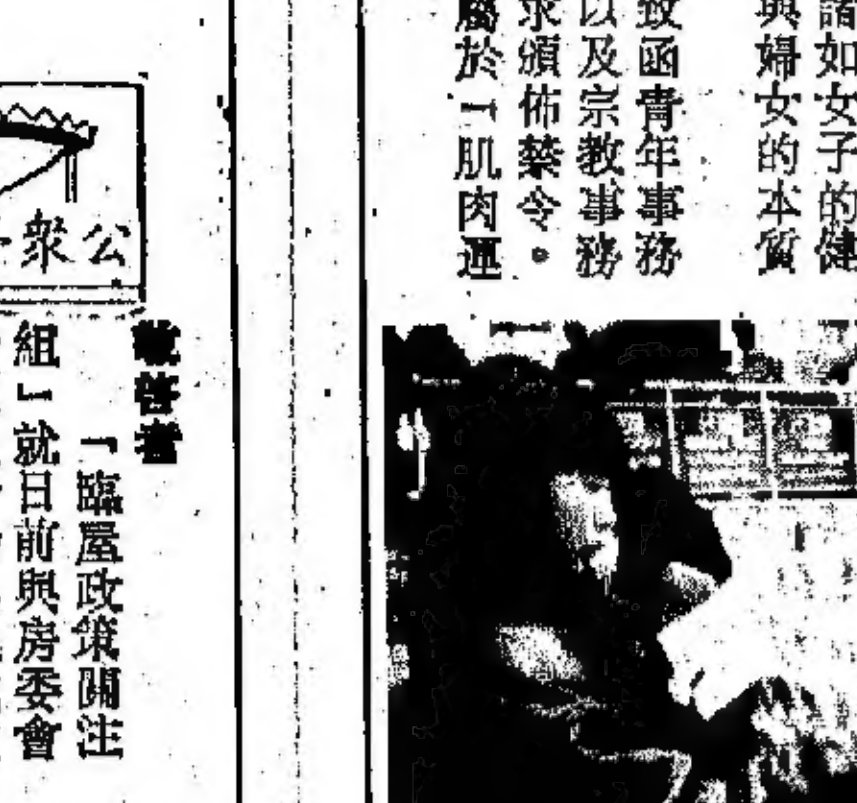 諸如女子的健
與婦女的本質
致函青年事務
以及宗教事務
求頒佈禁令。
屬於「肌肉運
公眾
敬啓者
「臨屋政策關注
組」就日前與房委會